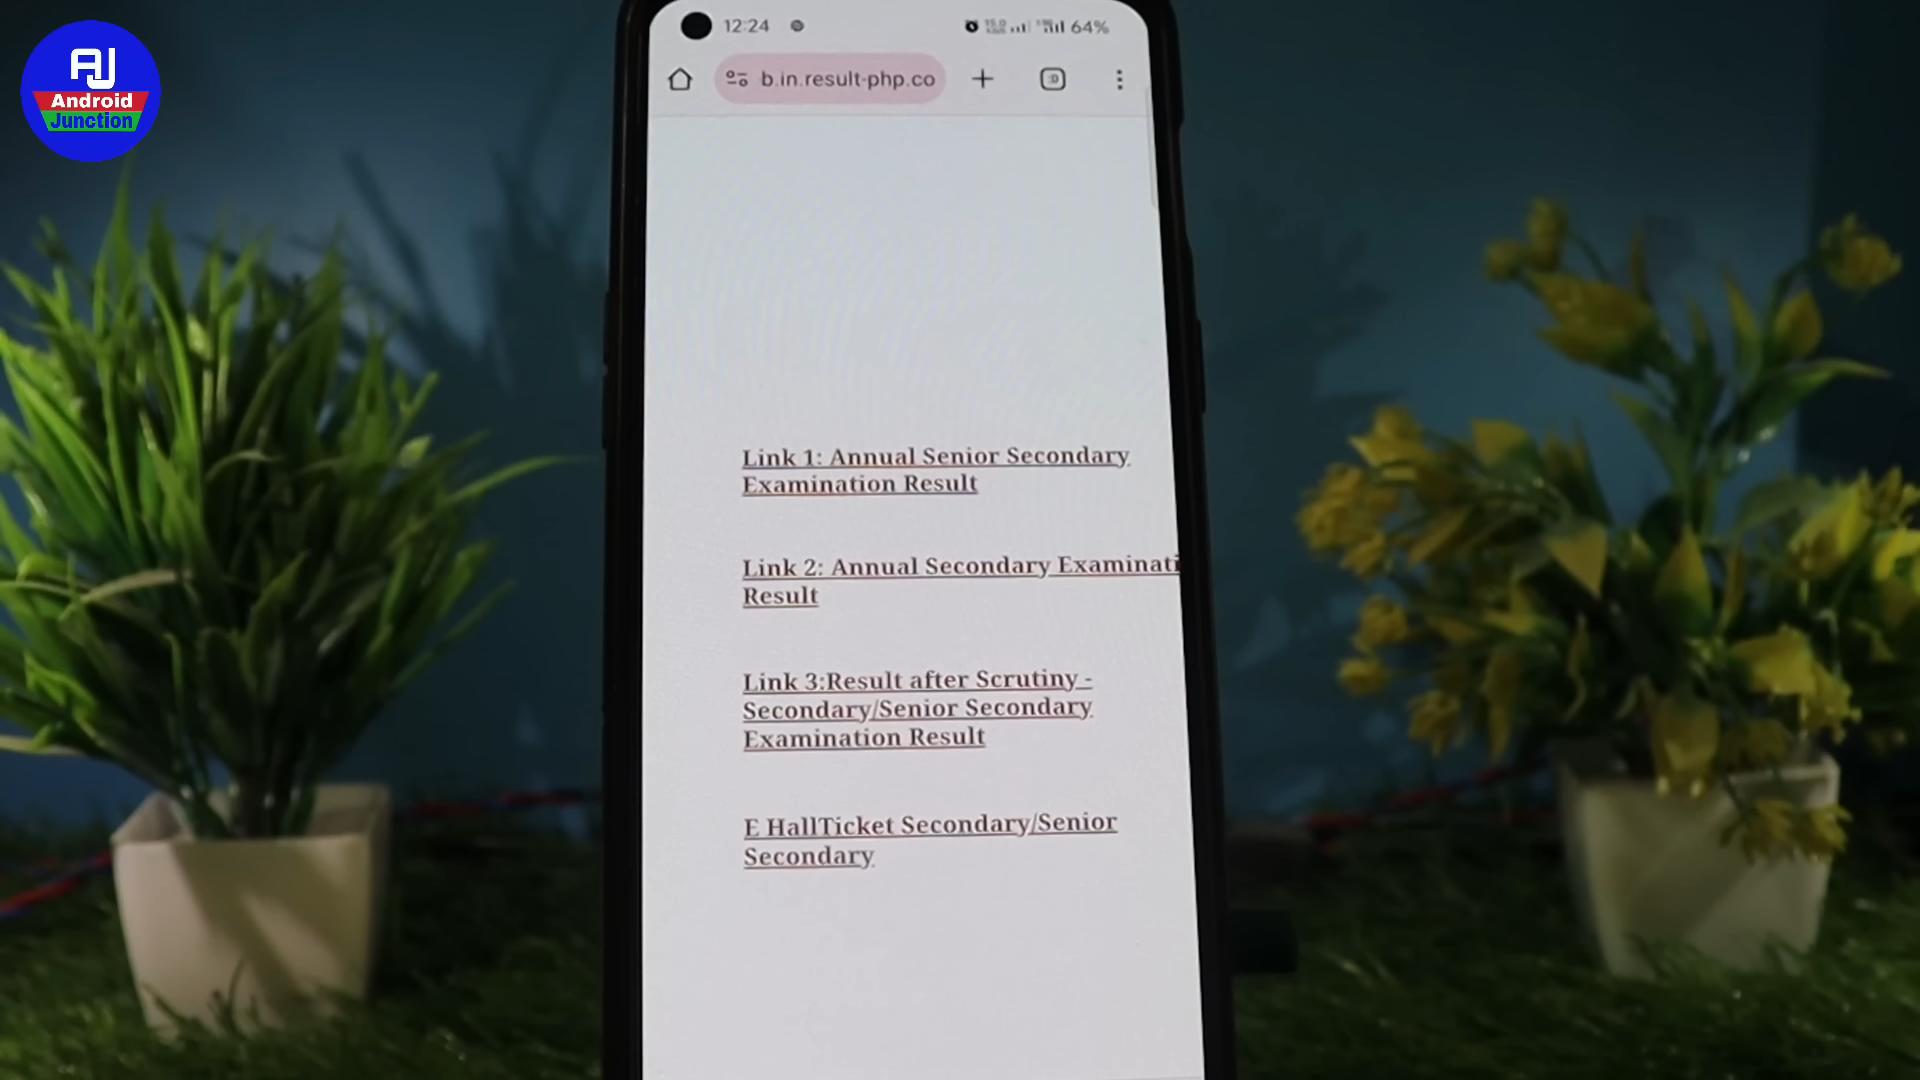 AJ
Android
Junction
12:24
64%
b.in.result-php.co
Link 1: Annual Senior Secondary
Examination Result
Link 2: Annual Secondary Examinati
Result
Link 3:Result after Scrutiny -
Secondary/Senior Secondary
Examination Result
E HallTicket Secondary/Senior
Secondary